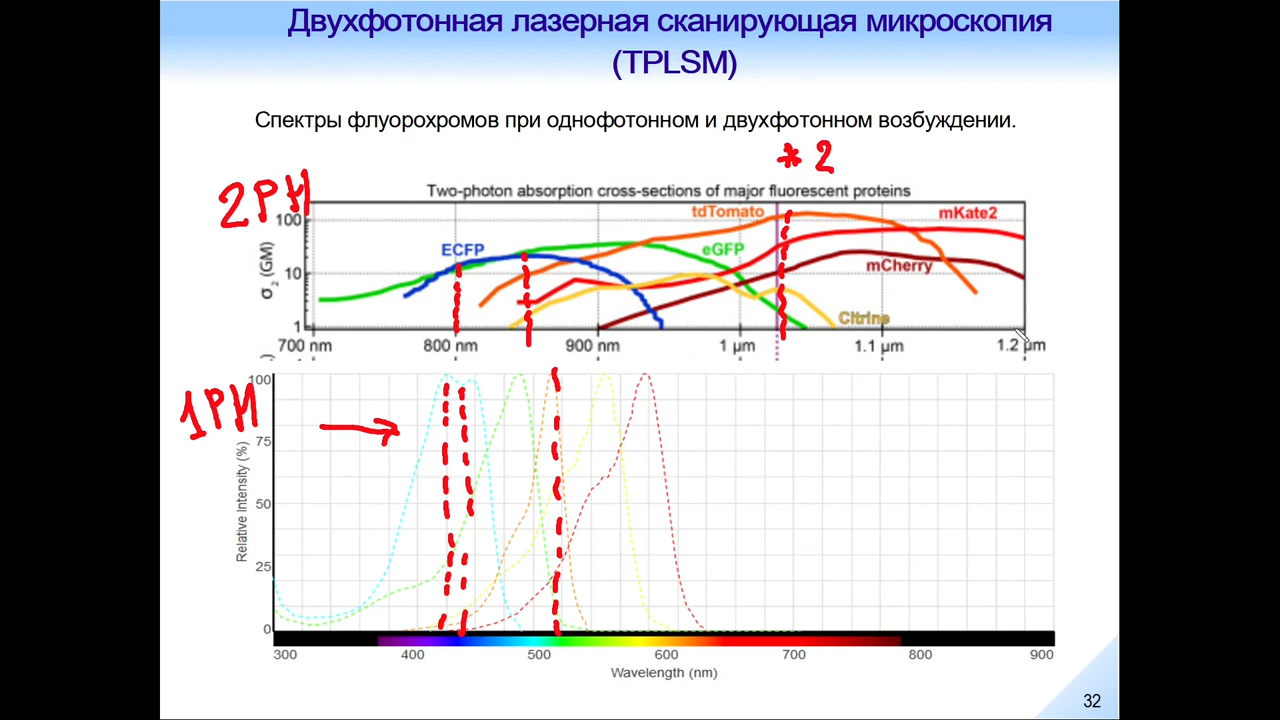 Двухфотонная лазерная сканирующая микроскопия
(TPLSM)
Спектры флуорохромов при однофотонном и двухфотонном возбуждении.
* 2
2PH
Two-photon absorption cross-sections of major fluorescent proteins
100
10
1
σ2 (GM)
ECFP
tdTomato
eGFP
mKate2
mCherry
Citrine
700 nm 800 nm 900 nm 1 µm 1.1 µm 1.2 µm
)
1PH
100
75
50
25
0
Relative Intensity (%)
300 400 500 600 700 800 900
Wavelength (nm)
32